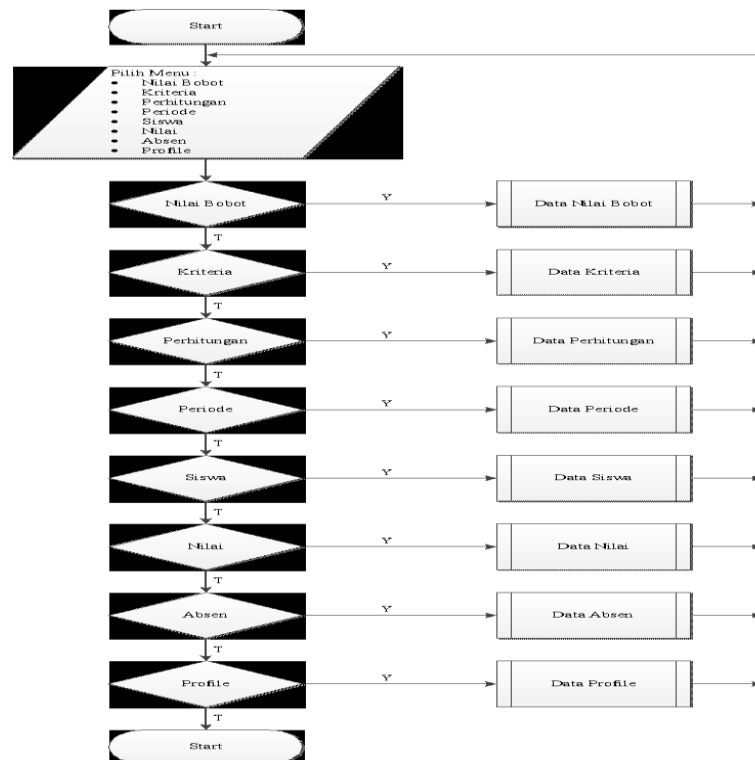 Start
Pilih Menu :
• Nilai Bobot
• Kriteria
• Perhitungan
• Periode
• Siswa
• Nilai
• Absen
• Profile
Nilai Bobot
Y
Data Nilai Bobot
T
Kriteria
Y
Data Kriteria
T
Perhitungan
Y
Data Perhitungan
T
Periode
Y
Data Periode
T
Siswa
Y
Data Siswa
T
Nilai
Y
Data Nilai
T
Absen
Y
Data Absen
T
Profile
Y
Data Profile
T
Start